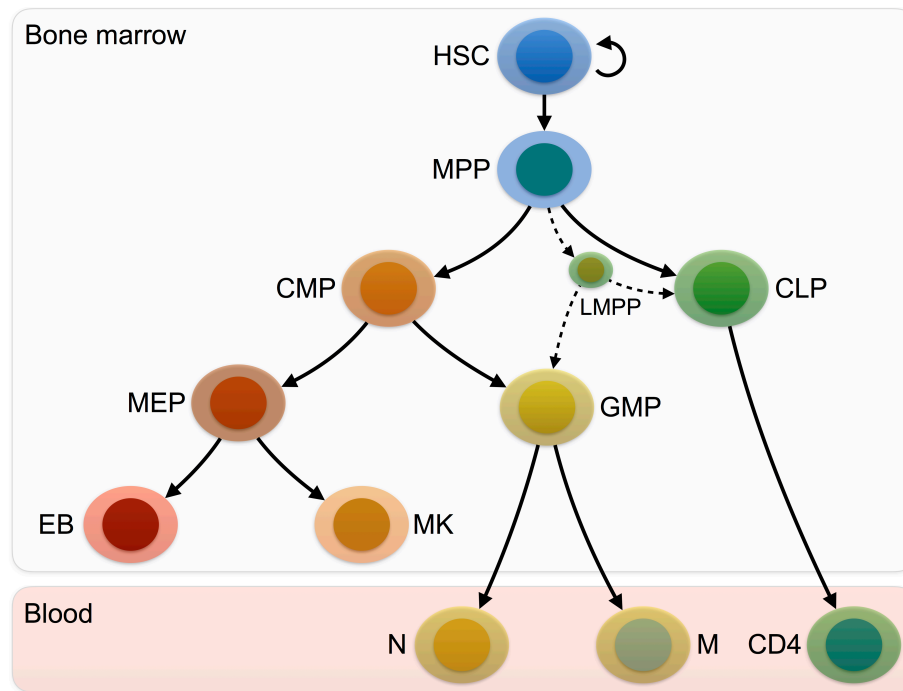 Bone marrow
HSC
MPP
CMP
LMPP
CLP
MEP
GMP
EB
MK
Blood
N
M
CD4